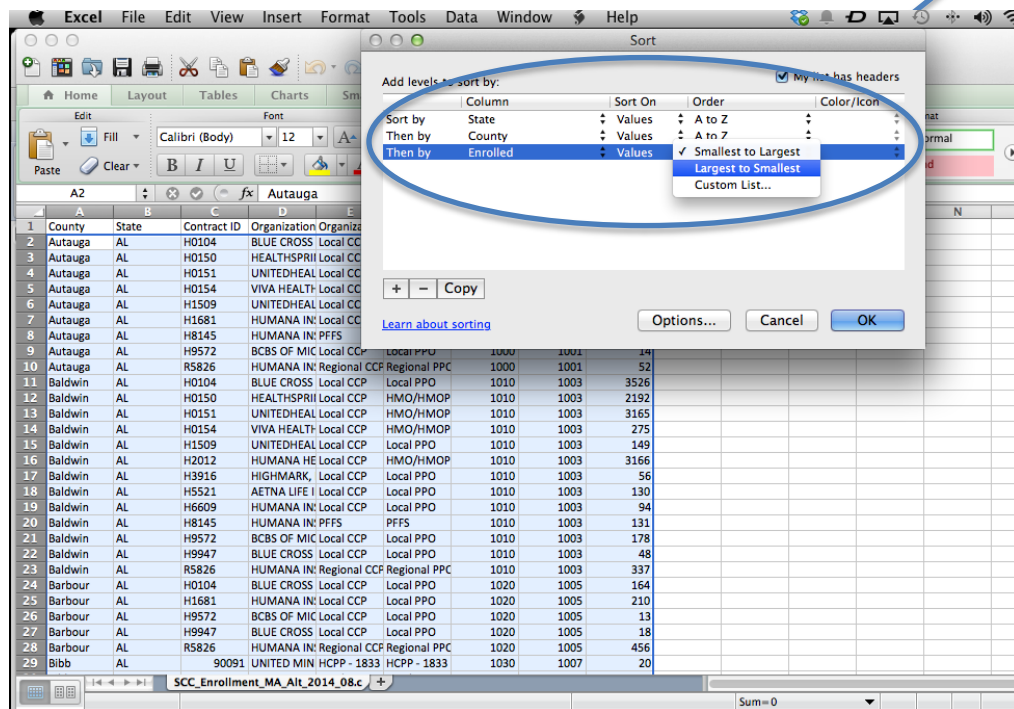 Excel File Edit View Insert Format Tools Data Window Help
Sort
Add levels to sort by:
My list has headers
Column Sort On Order Color/Icon
Sort by State Values A to Z
Then by County Values A to Z
Then by Enrolled Values ✓ Smallest to Largest
Largest to Smallest
Custom List...
+ − Copy
Learn about sorting
Options... Cancel OK
Home Layout Tables Charts
Edit Font
Fill Calibri (Body) 12 A
Paste Clear B I U
A2 fx Autauga
A B C D E N
1 County State Contract ID Organization Organiza
2 Autauga AL H0104 BLUE CROSS Local CC
3 Autauga AL H0150 HEALTHSPRII Local CC
4 Autauga AL H0151 UNITEDHEAL Local CC
5 Autauga AL H0154 VIVA HEALTH Local CC
6 Autauga AL H1509 UNITEDHEAL Local CC
7 Autauga AL H1681 HUMANA IN Local CC
8 Autauga AL H8145 HUMANA IN PFFS
9 Autauga AL H9572 BCBS OF MIC Local CCP Local PPO 1000 1001 14
10 Autauga AL R5826 HUMANA IN Regional CCP Regional PPC 1000 1001 52
11 Baldwin AL H0104 BLUE CROSS Local CCP Local PPO 1010 1003 3526
12 Baldwin AL H0150 HEALTHSPRII Local CCP HMO/HMOP 1010 1003 2192
13 Baldwin AL H0151 UNITEDHEAL Local CCP HMO/HMOP 1010 1003 3165
14 Baldwin AL H0154 VIVA HEALTH Local CCP HMO/HMOP 1010 1003 275
15 Baldwin AL H1509 UNITEDHEAL Local CCP Local PPO 1010 1003 149
16 Baldwin AL H2012 HUMANA HE Local CCP HMO/HMOP 1010 1003 3166
17 Baldwin AL H3916 HIGHMARK, Local CCP Local PPO 1010 1003 56
18 Baldwin AL H5521 AETNA LIFE I Local CCP Local PPO 1010 1003 130
19 Baldwin AL H6609 HUMANA IN Local CCP Local PPO 1010 1003 94
20 Baldwin AL H8145 HUMANA IN PFFS PFFS 1010 1003 131
21 Baldwin AL H9572 BCBS OF MIC Local CCP Local PPO 1010 1003 178
22 Baldwin AL H9947 BLUE CROSS Local CCP Local PPO 1010 1003 48
23 Baldwin AL R5826 HUMANA IN Regional CCP Regional PPC 1010 1003 337
24 Barbour AL H0104 BLUE CROSS Local CCP Local PPO 1020 1005 164
25 Barbour AL H1681 HUMANA IN Local CCP Local PPO 1020 1005 210
26 Barbour AL H9572 BCBS OF MIC Local CCP Local PPO 1020 1005 13
27 Barbour AL H9947 BLUE CROSS Local CCP Local PPO 1020 1005 18
28 Barbour AL R5826 HUMANA IN Regional CCP Regional PPC 1020 1005 456
29 Bibb AL 90091 UNITED MIN HCPP - 1833 HCPP - 1833 1030 1007 20
SCC_Enrollment_MA_Alt_2014_08.c +
Sum=0